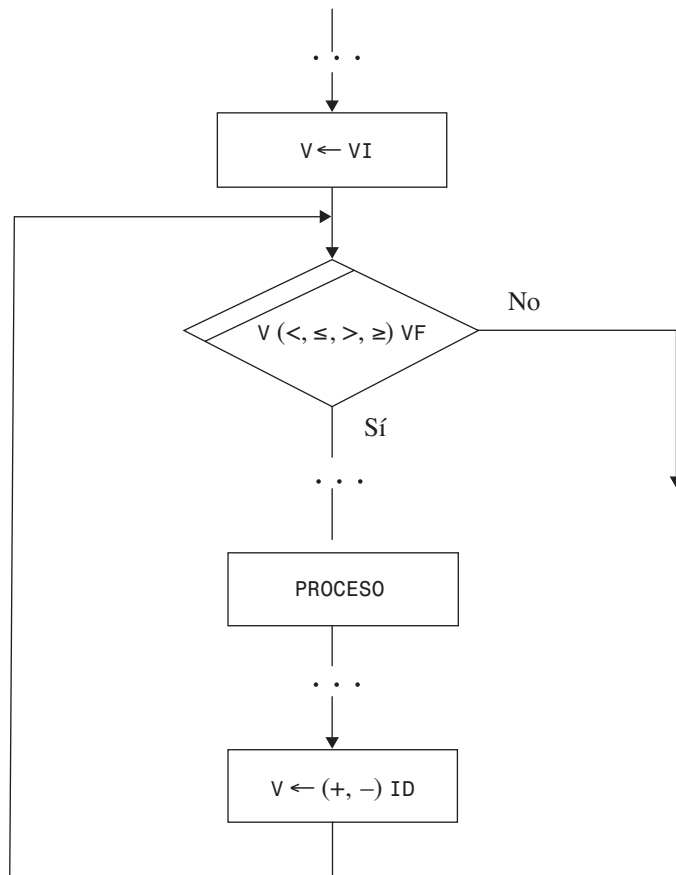 . . .
V ← VI
No
V (<, ≤, >, ≥) VF
Sí
. . .
PROCESO
. . .
V ← (+, –) ID